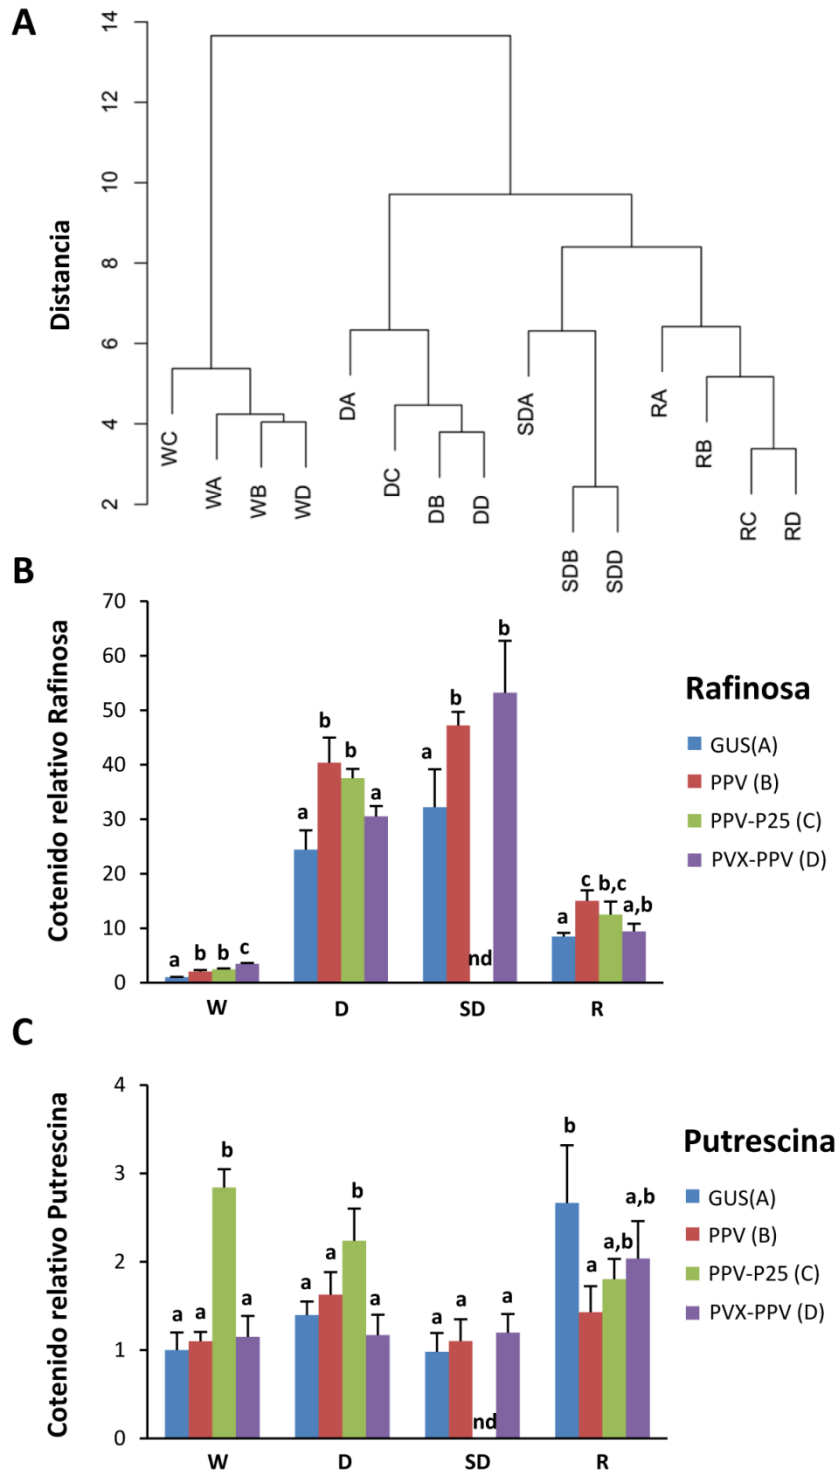 A
Distancia
14
12
10
8
6
4
2
WC
WA
WB
WD
DA
DC
DB
DD
SDA
SDB
SDD
RA
RB
RC
RD
B
Cotenido relativo Rafinosa
70
60
50
40
30
20
10
0
a b b c
a b b a
a b nd b
a c b,c a,b
W D SD R
Rafinosa
GUS(A)
PPV (B)
PPV-P25 (C)
PVX-PPV (D)
C
Cotenido relativo Putrescina
4
3
2
1
0
a a b a
a a b a
a a nd a
b a a,b a,b
W D SD R
Putrescina
GUS(A)
PPV (B)
PPV-P25 (C)
PVX-PPV (D)